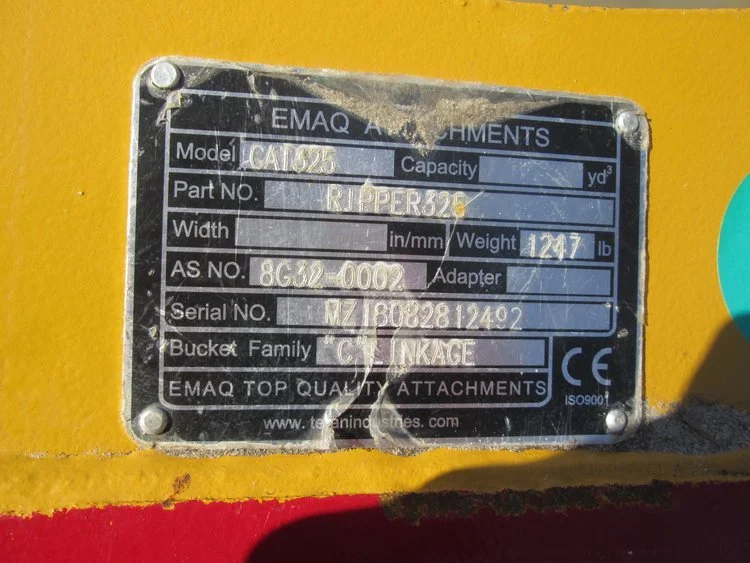 EMAQ ATTACHMENTS
Model CAT325 Capacity yd³
Part NO. RIPPER326
Width in/mm Weight 1247 lb
AS NO. 8G32-0002 Adapter
Serial NO. MZ18082812492
Bucket Family "C"LINKAGE
EMAQ TOP QUALITY ATTACHMENTS
CE
ISO9001